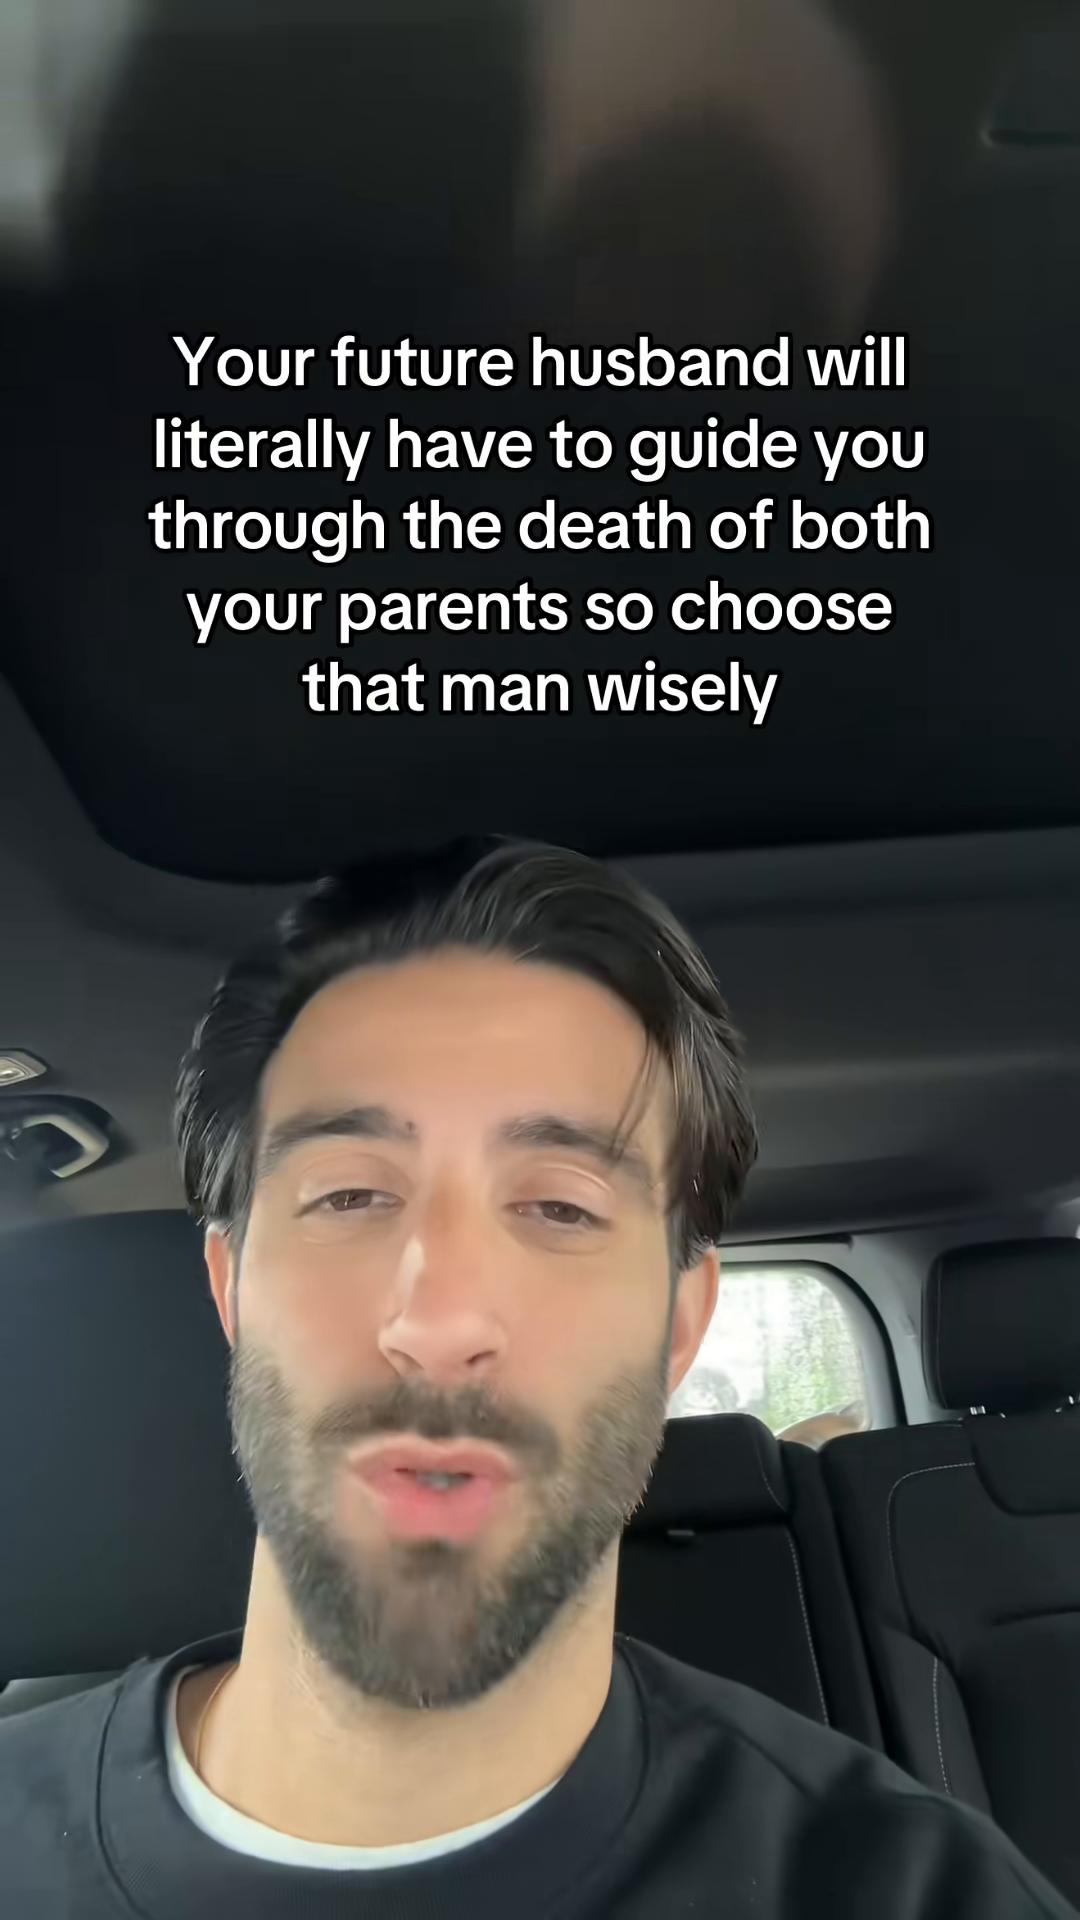 Your future husband will
literally have to guide you
through the death of both
your parents so choose
that man wisely